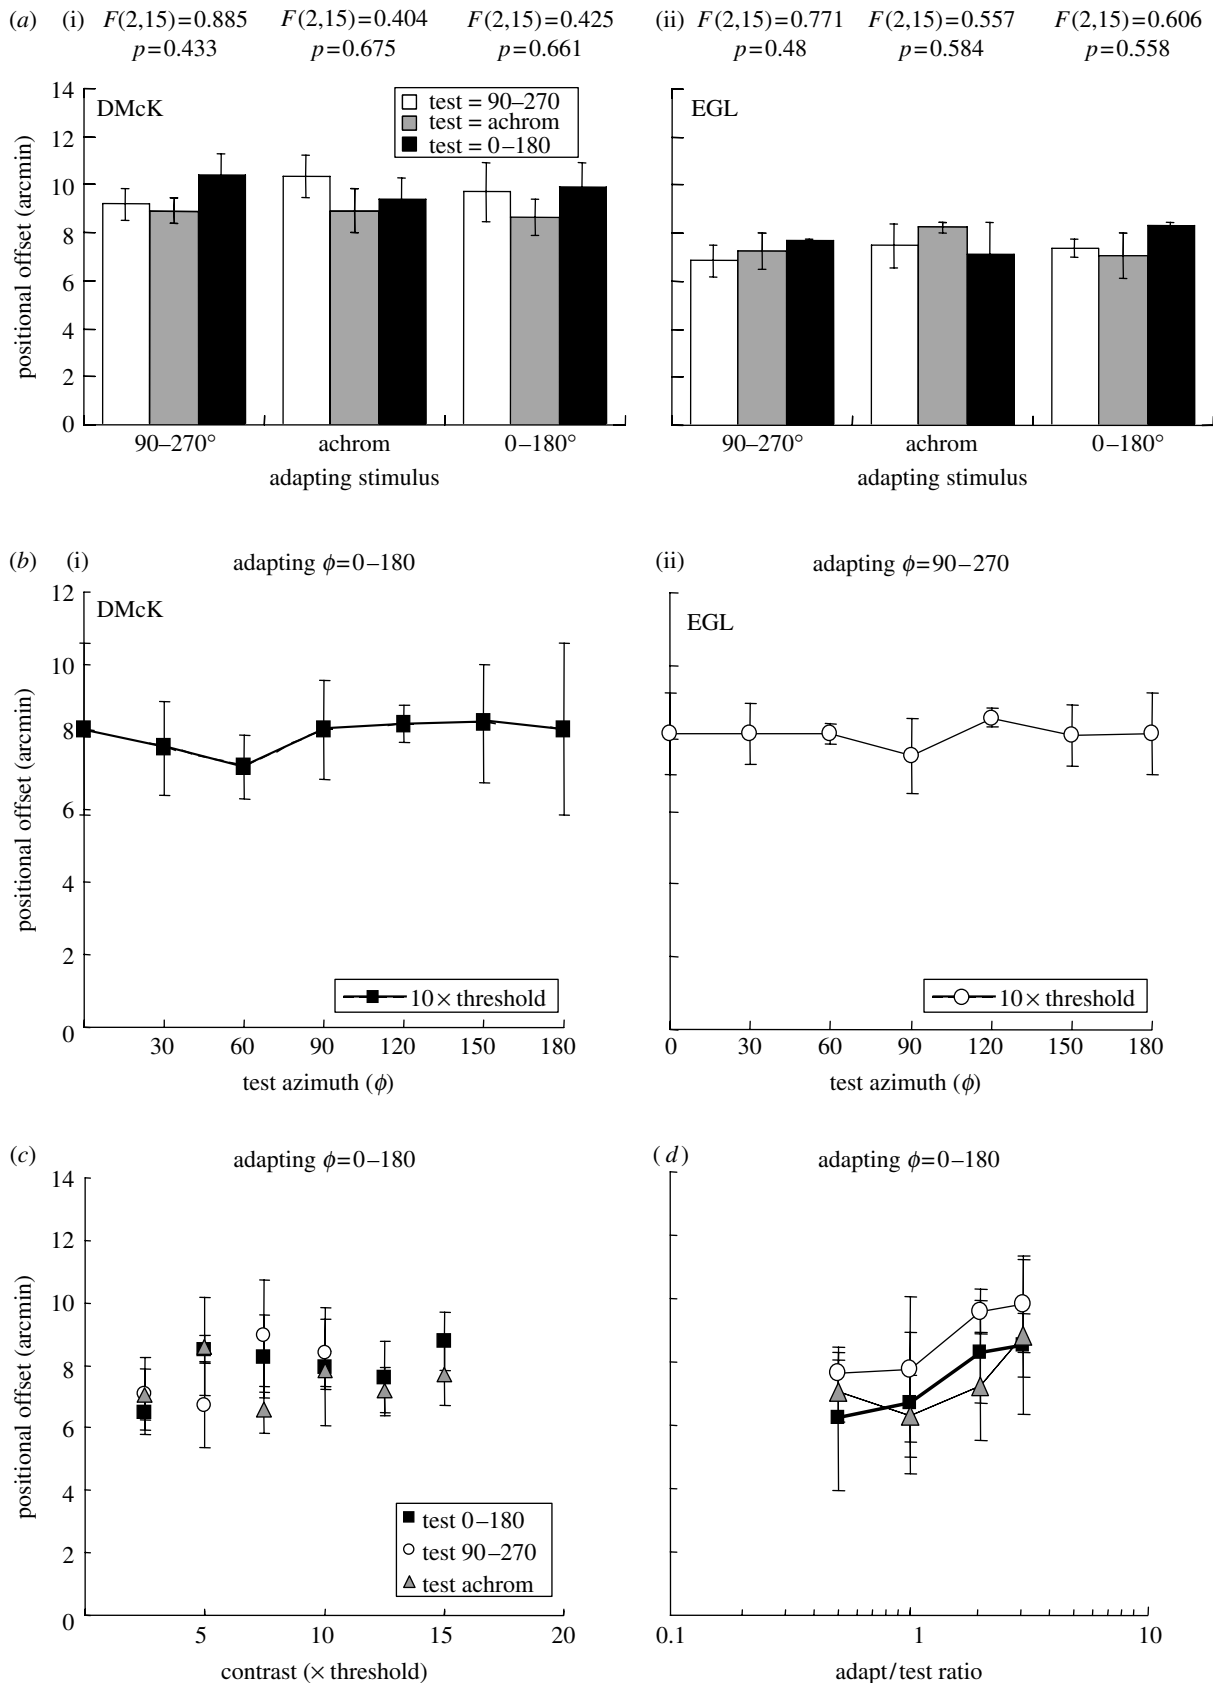 (a) (i) F(2,15)=0.885 F(2,15)=0.404 F(2,15)=0.425 (ii) F(2,15)=0.771 F(2,15)=0.557 F(2,15)=0.606
p=0.433 p=0.675 p=0.661 p=0.48 p=0.584 p=0.558
14
12
10
8
6
4
2
0
positional offset (arcmin)
DMcK
test = 90–270
test = achrom
test = 0–180
90–270° achrom 0–180°
adapting stimulus
EGL
90–270° achrom 0–180°
adapting stimulus
(b) (i) adapting ϕ=0–180
12
10
8
6
4
2
0
positional offset (arcmin)
DMcK
10× threshold
30 60 90 120 150 180
test azimuth (ϕ)
(ii) adapting ϕ=90–270
EGL
10× threshold
0 30 60 90 120 150 180
test azimuth (ϕ)
(c) adapting ϕ=0–180
14
12
10
8
6
4
2
0
positional offset (arcmin)
test 0–180
test 90–270
test achrom
5 10 15 20
contrast (× threshold)
(d) adapting ϕ=0–180
0.1 1 10
adapt/test ratio